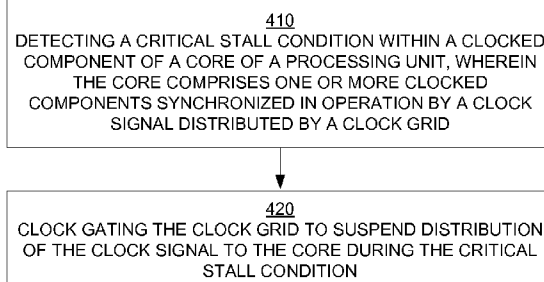 410
DETECTING A CRITICAL STALL CONDITION WITHIN A CLOCKED
COMPONENT OF A CORE OF A PROCESSING UNIT, WHEREIN
THE CORE COMPRISES ONE OR MORE CLOCKED
COMPONENTS SYNCHRONIZED IN OPERATION BY A CLOCK
SIGNAL DISTRIBUTED BY A CLOCK GRID
420
CLOCK GATING THE CLOCK GRID TO SUSPEND DISTRIBUTION
OF THE CLOCK SIGNAL TO THE CORE DURING THE CRITICAL
STALL CONDITION